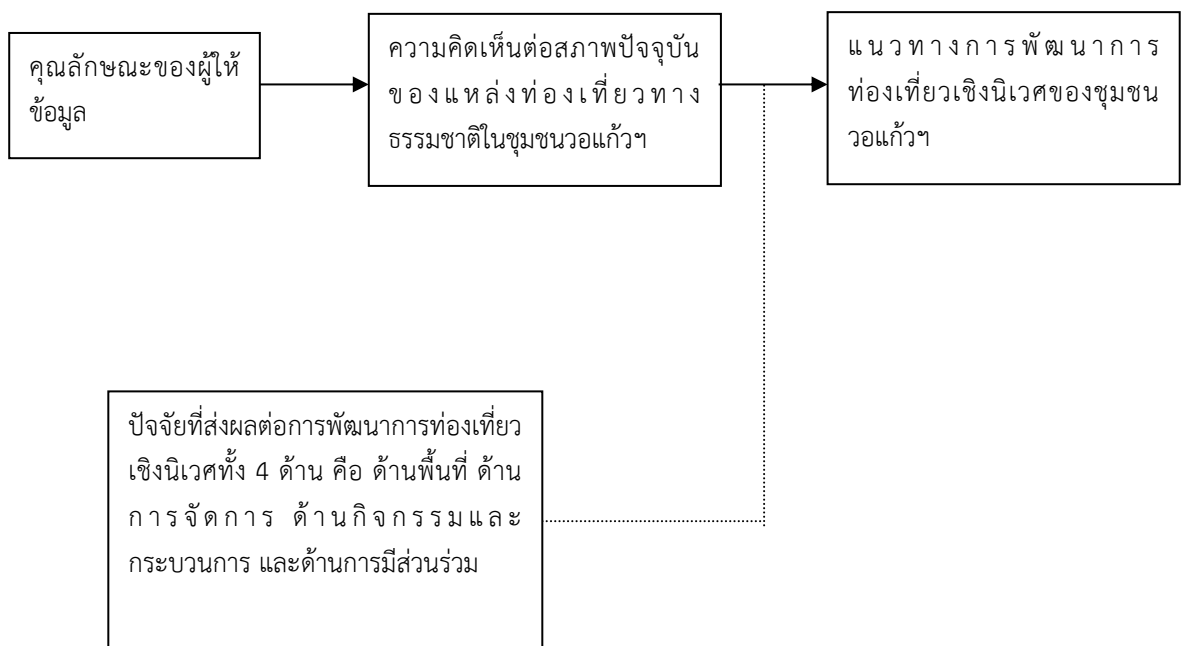 คุณลักษณะของผู้ให้
ข้อมูล
ความคิดเห็นต่อสภาพปัจจุบัน
ของแหล่งท่องเที่ยวทาง
ธรรมชาติในชุมชนวอแก้วฯ
แนวทางการพัฒนาการ
ท่องเที่ยวเชิงนิเวศของชุมชน
วอแก้วฯ
ปัจจัยที่ส่งผลต่อการพัฒนาการท่องเที่ยว
เชิงนิเวศทั้ง 4 ด้าน คือ ด้านพื้นที่ ด้าน
การจัดการ ด้านกิจกรรมและ
กระบวนการ และด้านการมีส่วนร่วม